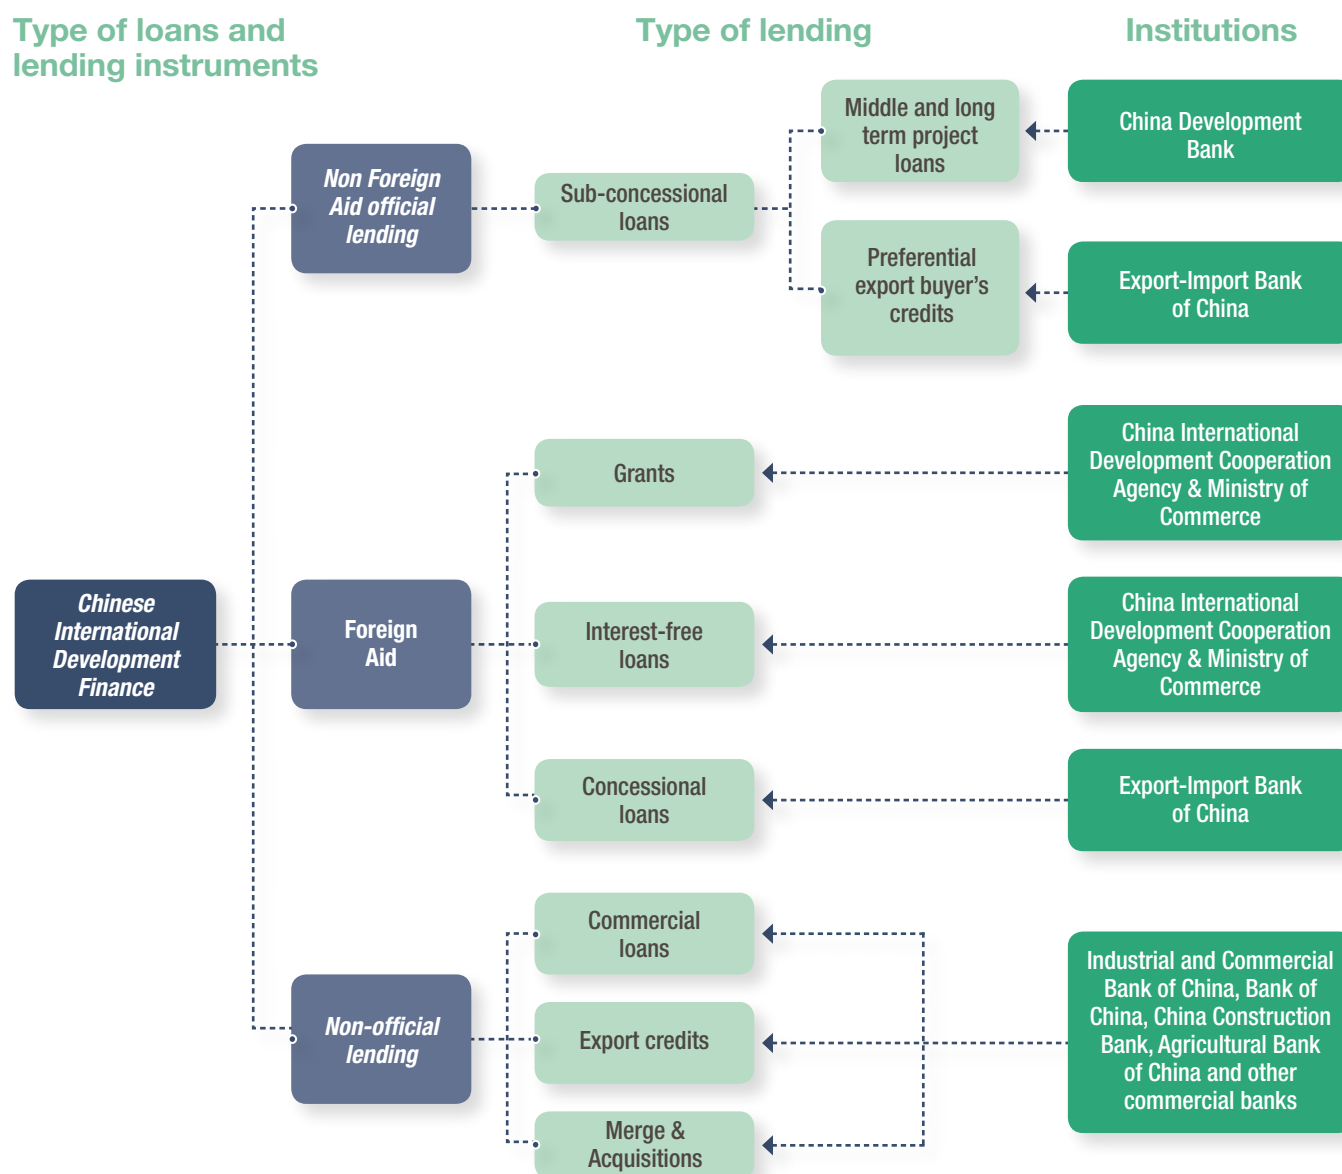 Type of loans and
lending instruments
Type of lending
Institutions
Middle and long
term project
loans
China Development
Bank
Non Foreign
Aid official
lending
Sub-concessional
loans
Preferential
export buyer's
credits
Export-Import Bank
of China
Grants
China International
Development Cooperation
Agency & Ministry of
Commerce
Chinese
International
Development
Finance
Foreign
Aid
Interest-free
loans
China International
Development Cooperation
Agency & Ministry of
Commerce
Concessional
loans
Export-Import Bank
of China
Commercial
loans
Non-official
lending
Export credits
Industrial and Commercial
Bank of China, Bank of
China, China Construction
Bank, Agricultural Bank
of China and other
commercial banks
Merge &
Acquisitions